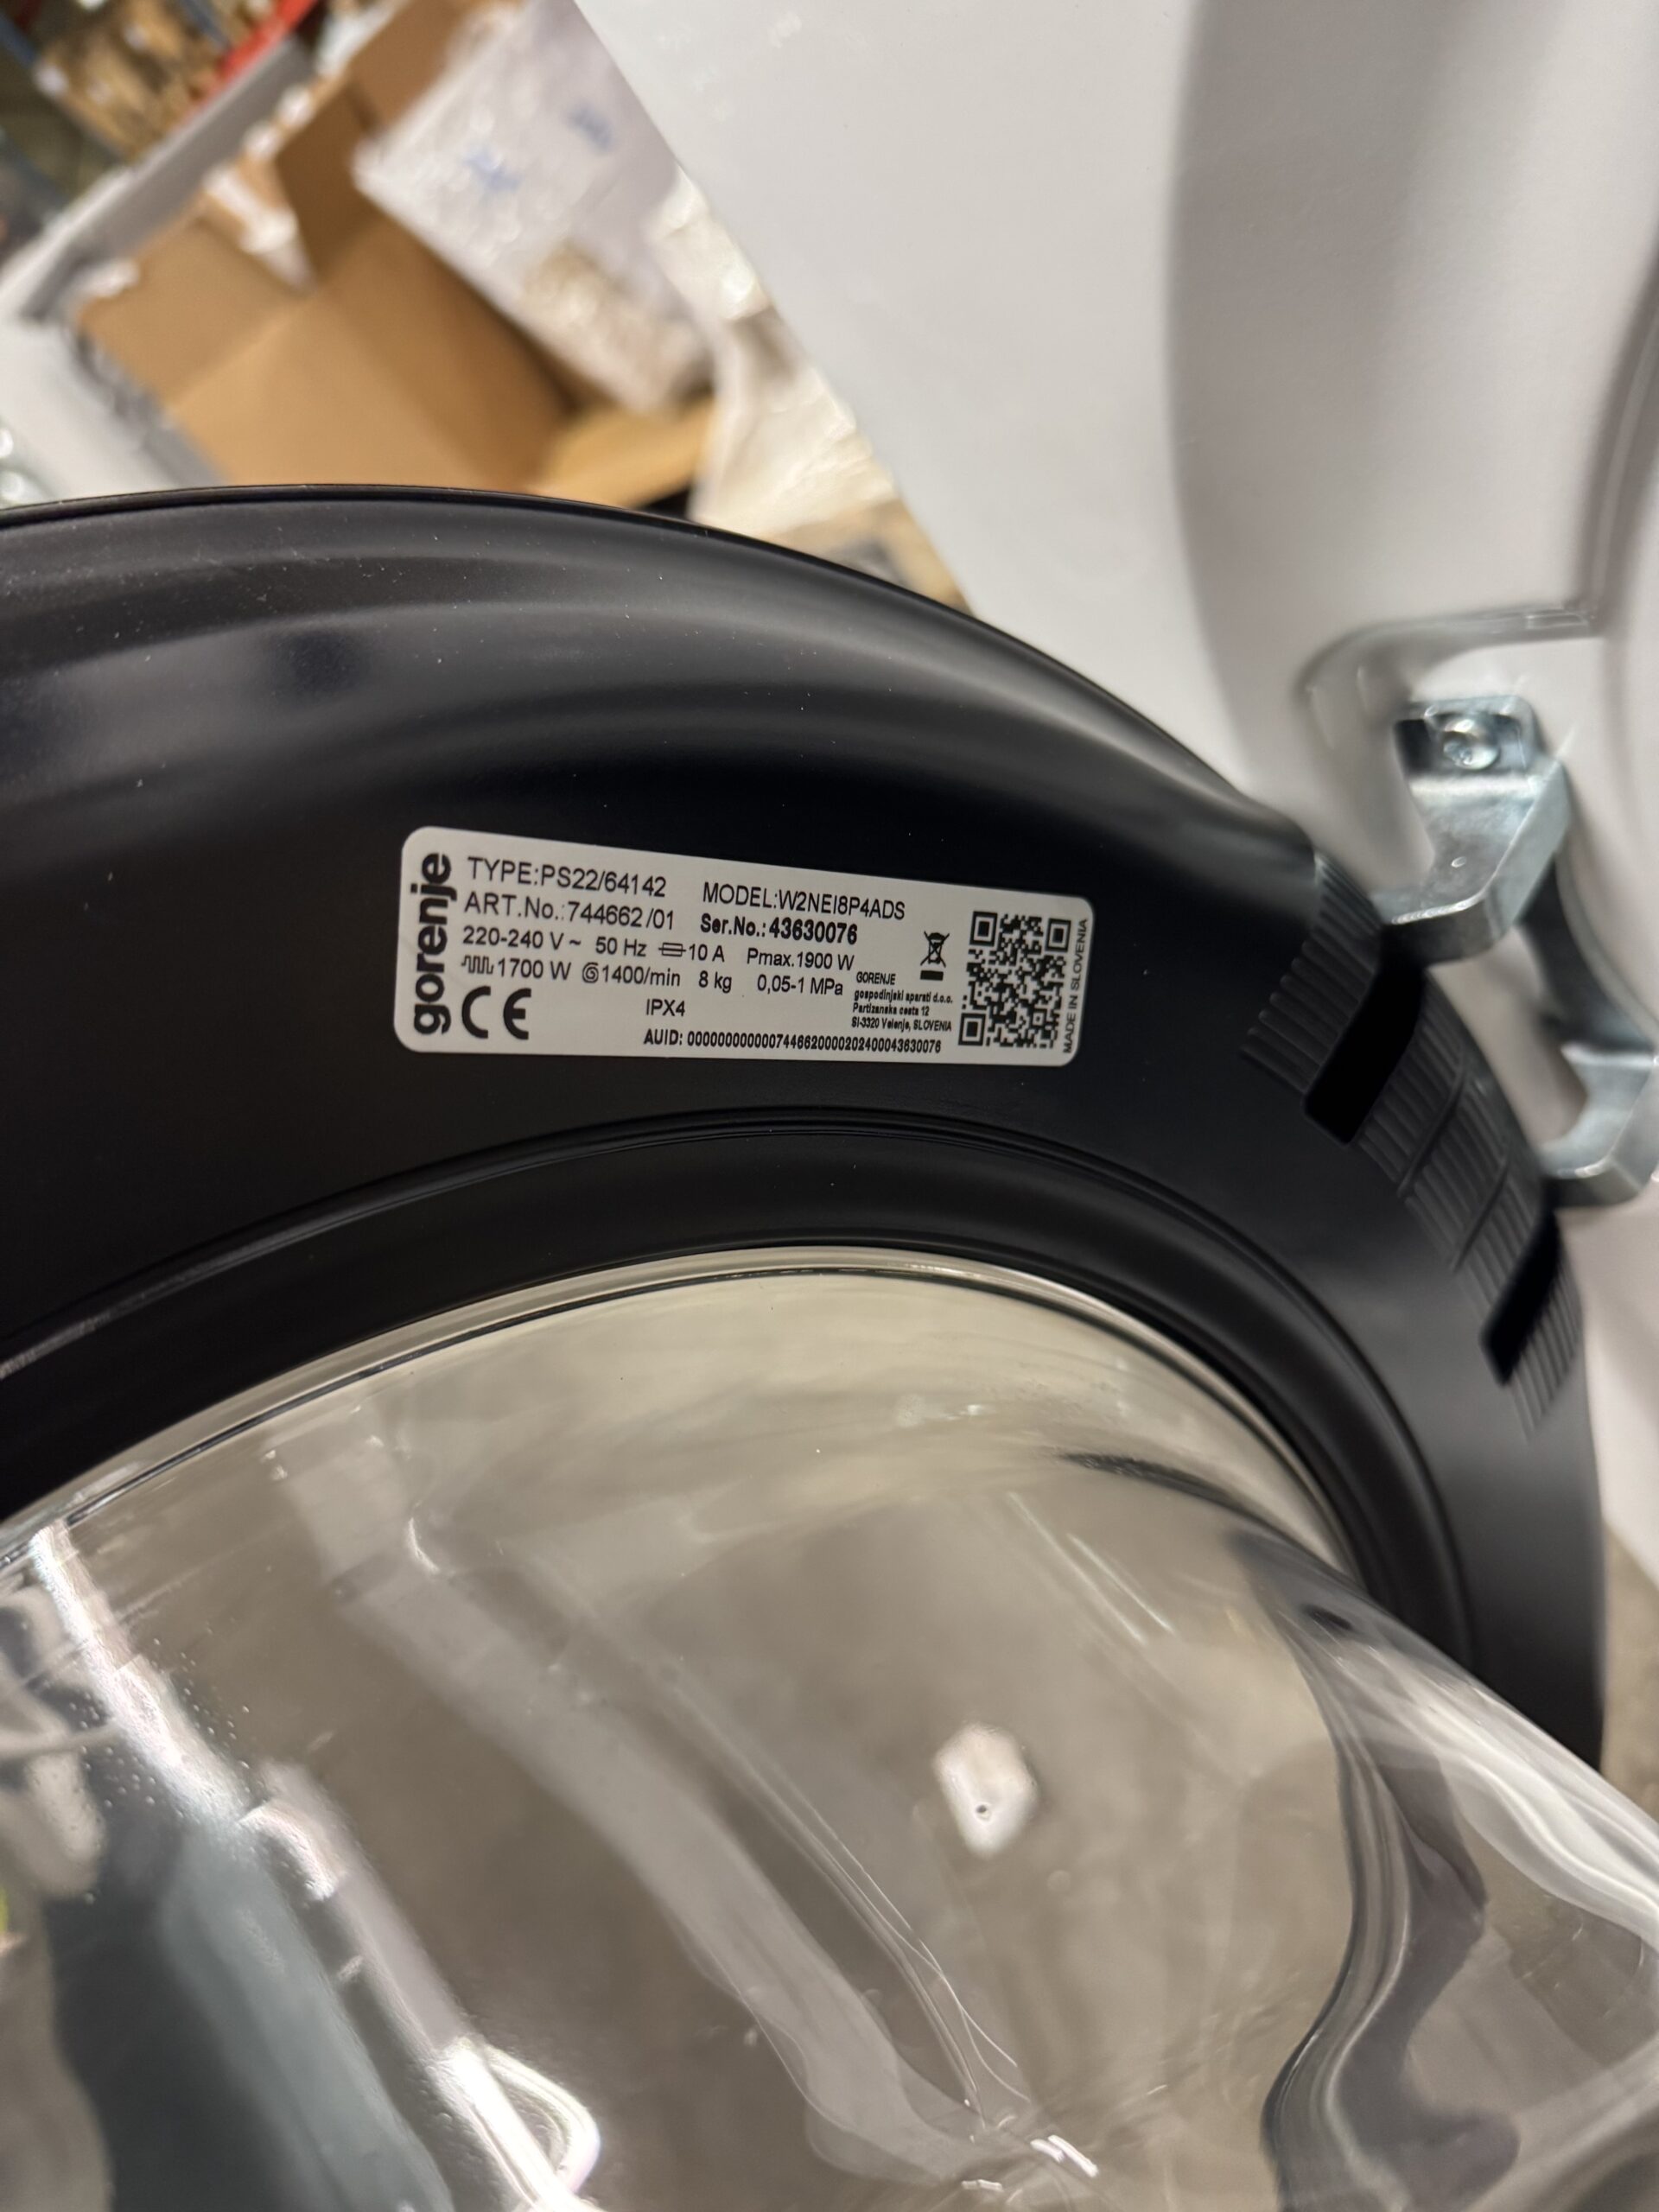 gorenje
TYPE:PS22/64142 MODEL:W2NEI8P4ADS
ART.No.:744662/01 Ser.No.:43630076
220-240 V ~ 50 Hz 10 A Pmax.1900 W
1700 W 1400/min 8 kg 0,05-1 MPa
IPX4
CE
GORENJE
gospodinjski aparati d.o.o.
Partizanska cesta 12
SI-3320 Velenje, SLOVENIA
AUID: 0000000000007446620000202400043630076
MADE IN SLOVENIA